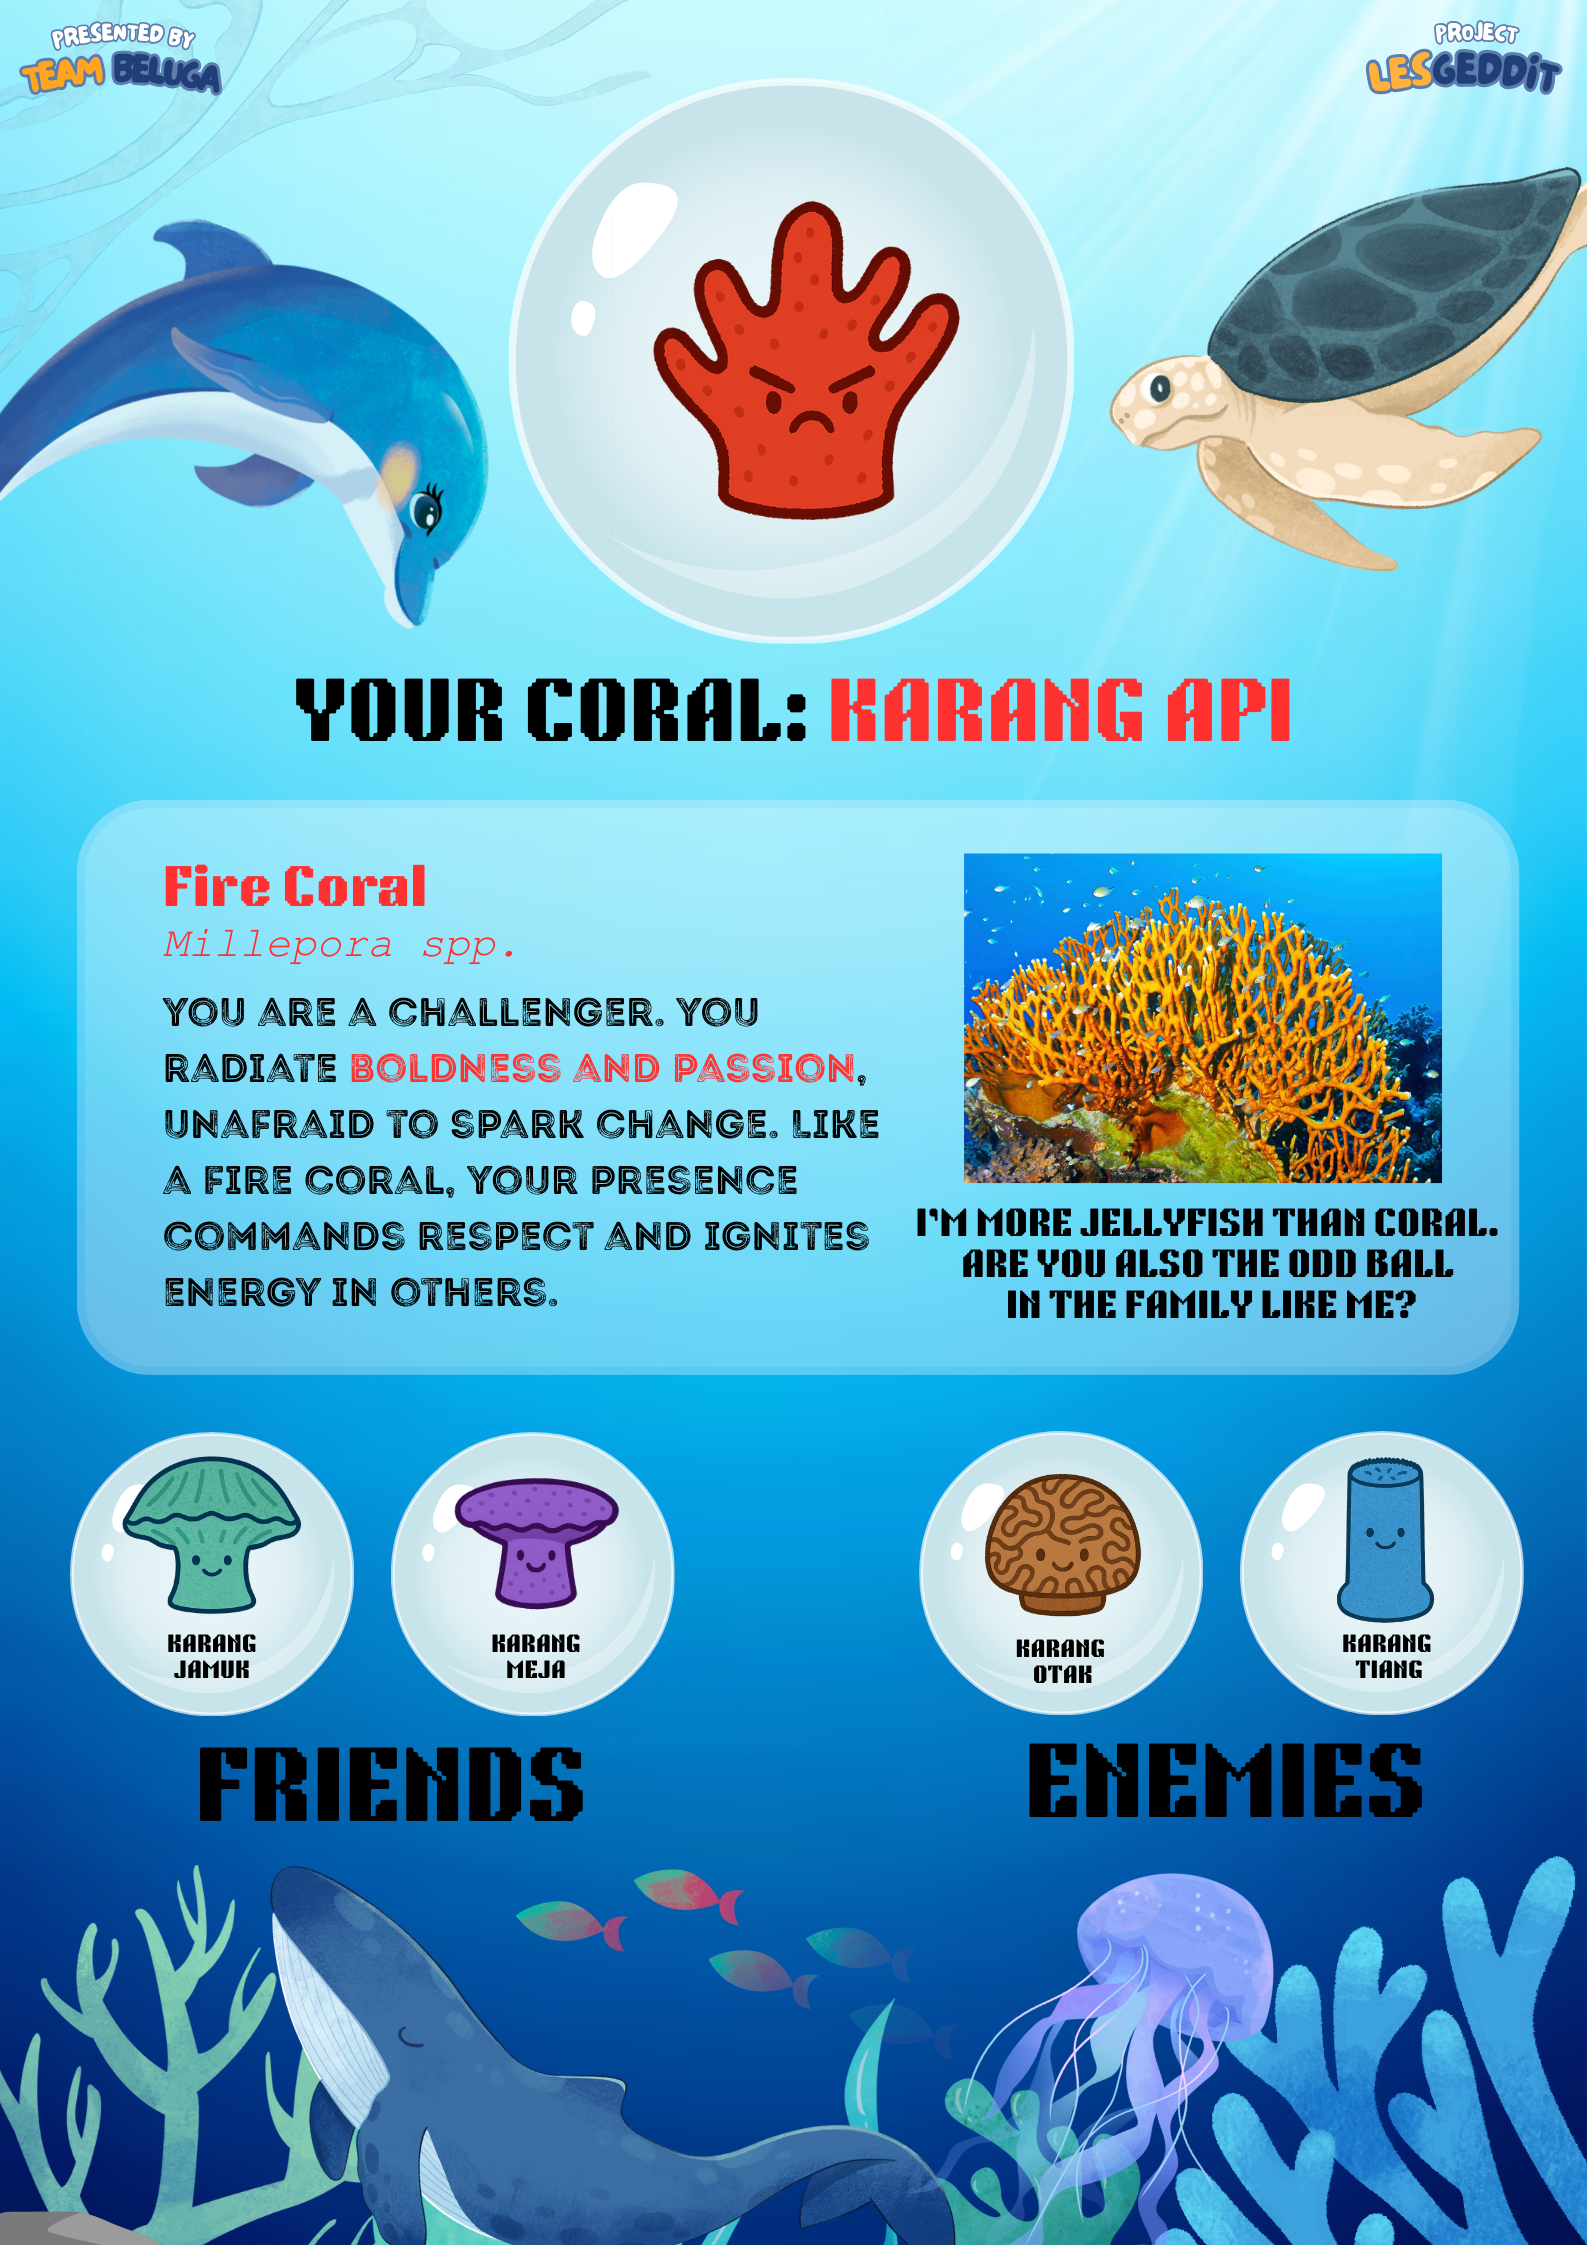 PRESENTED BY
TEAM BELUGA
PROJECT
LESGEDDiT
YOUR CORAL: KARANG API
Fire Coral
Millepora spp.
YOU ARE A CHALLENGER. YOU
RADIATE BOLDNESS AND PASSION,
UNAFRAID TO SPARK CHANGE. LIKE
A FIRE CORAL, YOUR PRESENCE
COMMANDS RESPECT AND IGNITES
ENERGY IN OTHERS.
I'M MORE JELLYFISH THAN CORAL.
ARE YOU ALSO THE ODD BALL
IN THE FAMILY LIKE ME?
KARANG
JAMUK
KARANG
MEJA
KARANG
OTAK
KARANG
TIANG
FRIENDS
ENEMIES